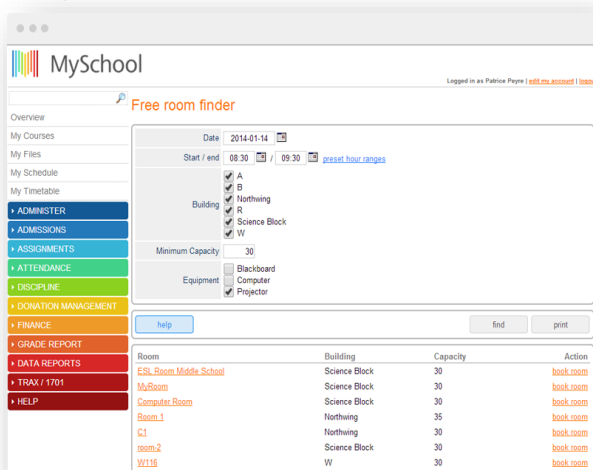 MySchool
Logged in as Patrice Peyre | edit my account | logou
Free room finder
Overview
My Courses
My Files
My Schedule
My Timetable
ADMINISTER
ADMISSIONS
ASSIGNMENTS
ATTENDANCE
DISCIPLINE
DONATION MANAGEMENT
FINANCE
GRADE REPORT
DATA REPORTS
TRAX / 1701
HELP
Date 2014-01-14
Start / end 08:30 / 09:30 preset hour ranges
Building
A
B
Northwing
R
Science Block
W
Minimum Capacity 30
Equipment
Blackboard
Computer
Projector
help find print
Room Building Capacity Action
ESL Room Middle School Science Block 30 book room
MyRoom Science Block 30 book room
Computer Room Science Block 30 book room
Room 1 Northwing 35 book room
C1 Northwing 30 book room
room-2 Science Block 30 book room
W116 W 30 book room